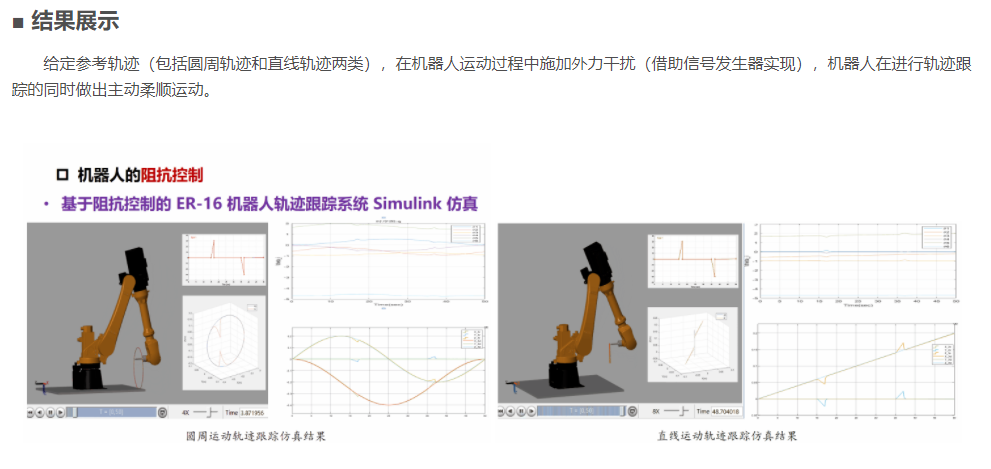 ■ 结果展示
给定参考轨迹（包括圆周轨迹和直线轨迹两类），在机器人运动过程中施加外力干扰（借助信号发生器实现），机器人在进行轨迹跟
踪的同时做出主动柔顺运动。
机器人的阻抗控制
• 基于阻抗控制的 ER-16 机器人轨迹跟踪系统 Simulink 仿真
T = [0,10] 4X Time 3.871956
8X Time 48.704018
圆周运动轨迹跟踪仿真结果
直线运动轨迹跟踪仿真结果